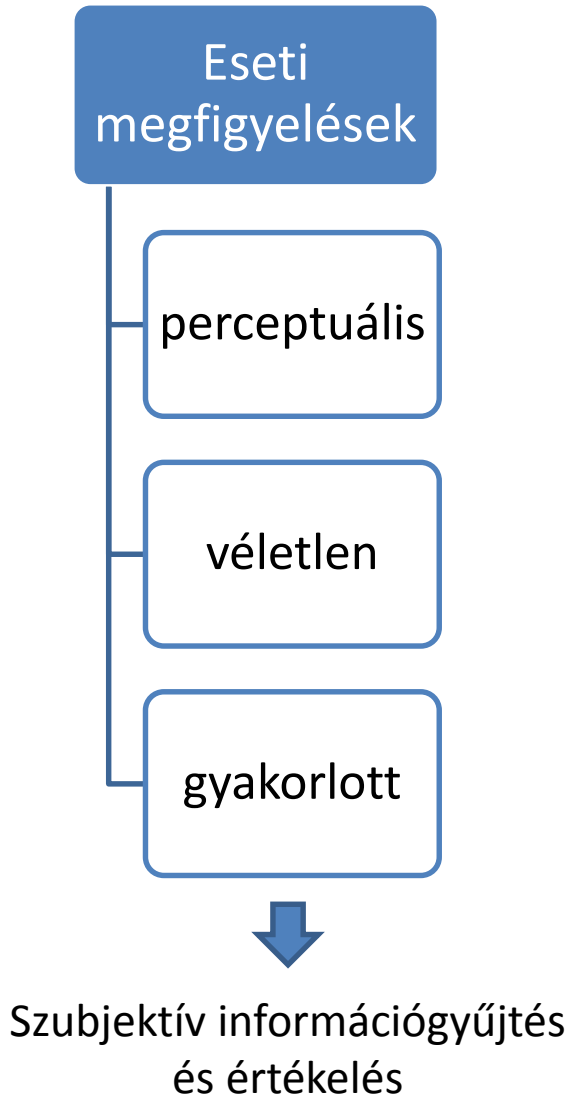 Eseti
megfigyelések
perceptuális
véletlen
gyakorlott
Szubjektív információgyűjtés
és értékelés